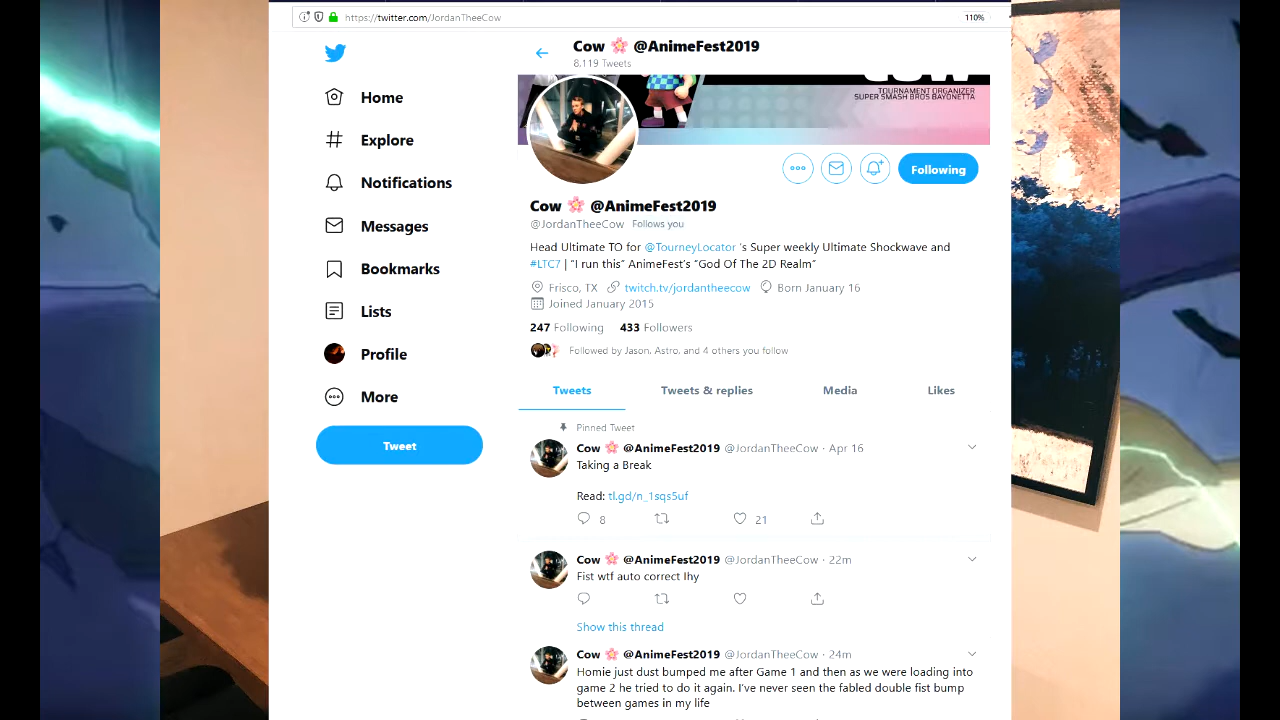 https://twitter.com/JordanTheeCow
110%
Home
Explore
Notifications
Messages
Bookmarks
Lists
Profile
More
Tweet
Cow 🌸 @AnimeFest2019
8,119 Tweets
TOURNAMENT ORGANIZER
SUPER SMASH BROS BAYONETTA
Following
Cow 🌸 @AnimeFest2019
@JordanTheeCow Follows you
Head Ultimate TO for @TourneyLocator 's Super weekly Ultimate Shockwave and
#LTC7 | "I run this" AnimeFest's "God Of The 2D Realm"
Frisco, TX twitch.tv/jordantheecow Born January 16
Joined January 2015
247 Following 433 Followers
Followed by Jason, Astro, and 4 others you follow
Tweets Tweets & replies Media Likes
Pinned Tweet
Cow 🌸 @AnimeFest2019 @JordanTheeCow · Apr 16
Taking a Break
Read: tl.gd/n_1sqs5uf
8 21
Cow 🌸 @AnimeFest2019 @JordanTheeCow · 22m
Fist wtf auto correct lhy
Show this thread
Cow 🌸 @AnimeFest2019 @JordanTheeCow · 24m
Homie just dust bumped me after Game 1 and then as we were loading into
game 2 he tried to do it again. I've never seen the fabled double fist bump
between games in my life